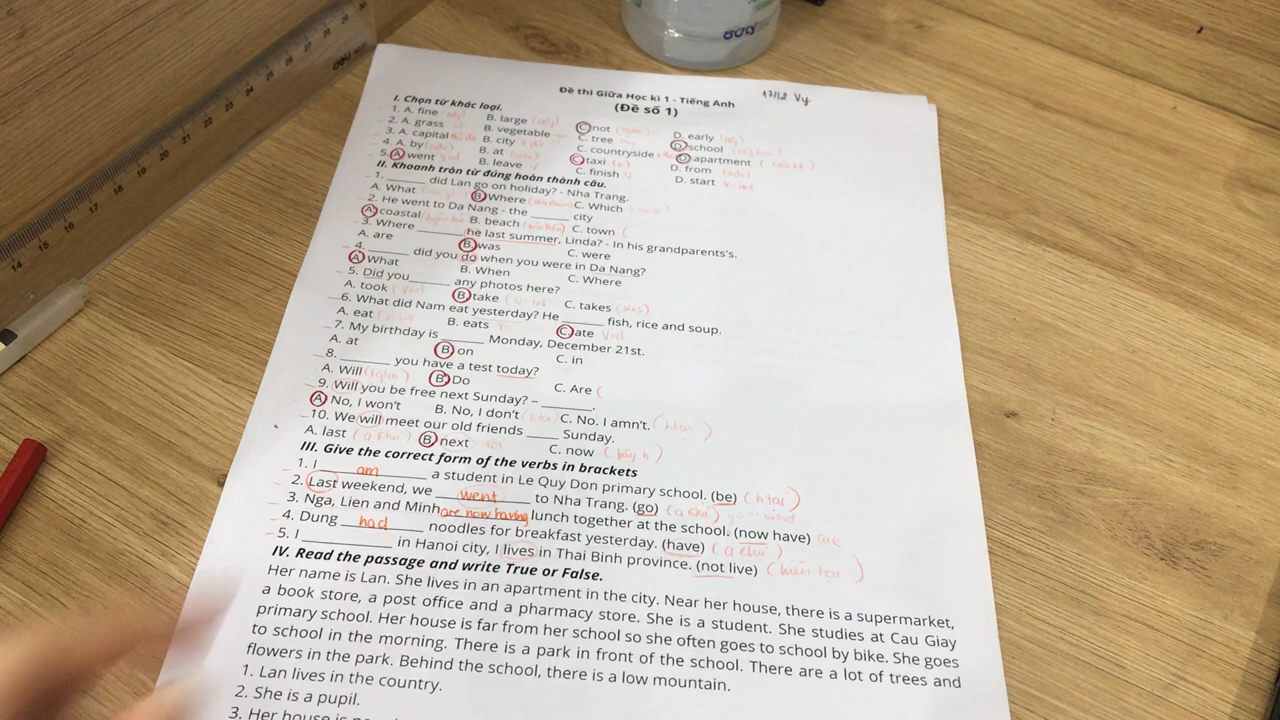 Đề thi Giữa Học kì 1 - Tiếng Anh 17/12 Vy
(Đề số 1)
I. Chọn từ khác loại.
1. A. fine (adj) B. large (adj) C. not D. early (adj)
2. A. grass B. vegetable C. tree D. school
3. A. capital B. city C. countryside D. apartment
4. A. by B. at C. taxi D. from
5. A. went B. leave C. finish D. start
II. Khoanh tròn từ đúng hoàn thành câu.
1. ______ did Lan go on holiday? - Nha Trang.
A. What B. Where C. Which
2. He went to Da Nang - the ______ city
A. coastal B. beach C. town
3. Where ______ he last summer, Linda? - In his grandparents's.
A. are B. was C. were
4. ______ did you do when you were in Da Nang?
A. What B. When C. Where
5. Did you ______ any photos here?
A. took B. take C. takes
6. What did Nam eat yesterday? He ______ fish, rice and soup.
A. eat B. eats C. ate
7. My birthday is ______ Monday, December 21st.
A. at B. on C. in
8. ______ you have a test today?
A. Will B. Do C. Are
9. Will you be free next Sunday? – ______.
A. No, I won't B. No, I don't C. No. I amn't.
10. We will meet our old friends ______ Sunday.
A. last B. next C. now
III. Give the correct form of the verbs in brackets
1. I am a student in Le Quy Don primary school. (be)
2. Last weekend, we went to Nha Trang. (go)
3. Nga, Lien and Minh are now having lunch together at the school. (now have) are
4. Dung had noodles for breakfast yesterday. (have)
5. I ______ in Hanoi city, I lives in Thai Binh province. (not live)
IV. Read the passage and write True or False.
Her name is Lan. She lives in an apartment in the city. Near her house, there is a supermarket,
a book store, a post office and a pharmacy store. She is a student. She studies at Cau Giay
primary school. Her house is far from her school so she often goes to school by bike. She goes
to school in the morning. There is a park in front of the school. There are a lot of trees and
flowers in the park. Behind the school, there is a low mountain.
1. Lan lives in the country.
2. She is a pupil.
3. Her house is